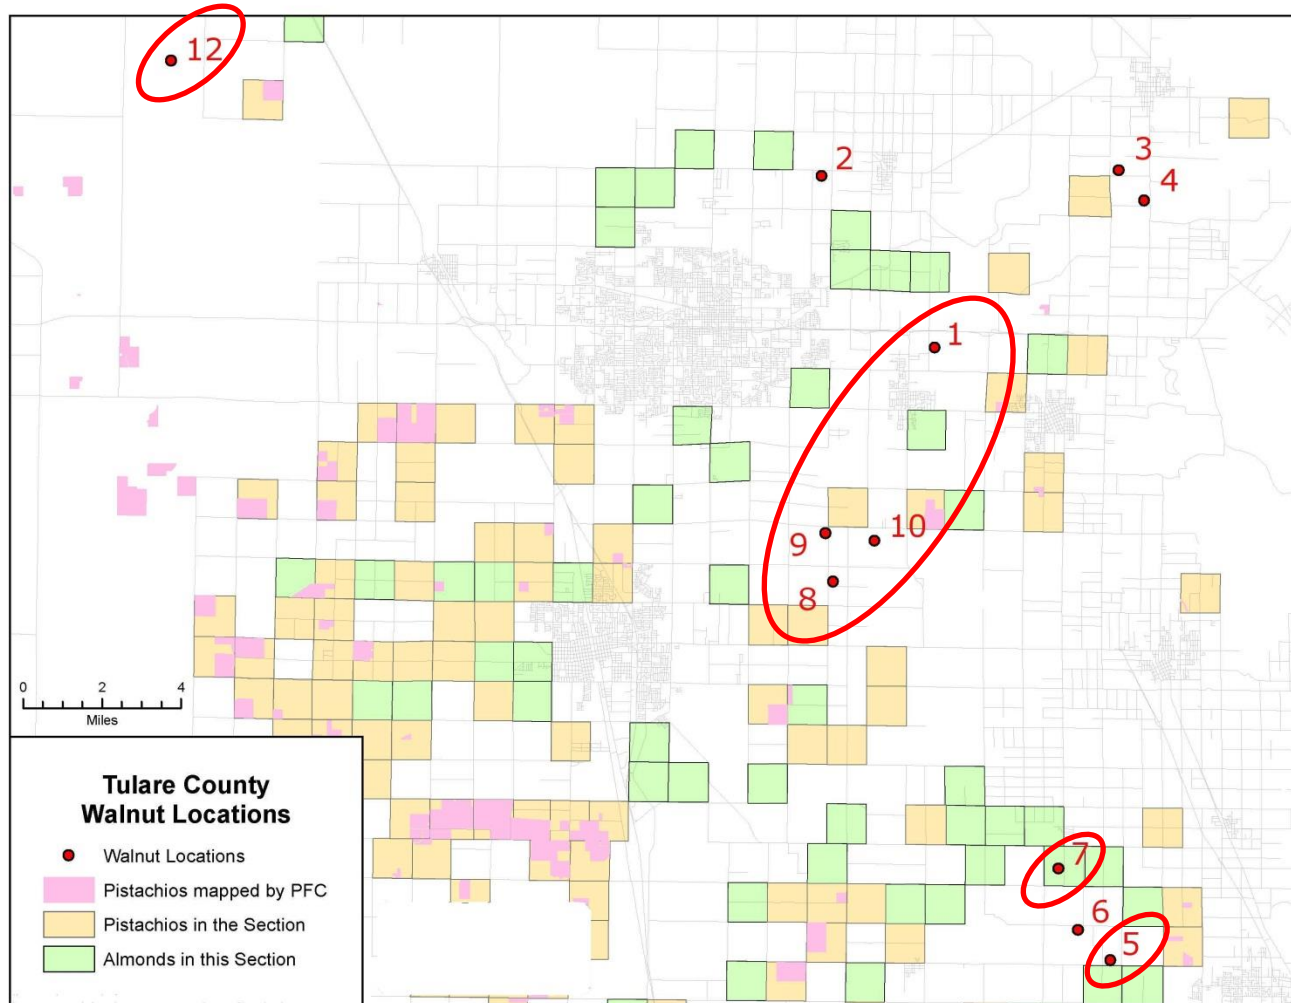 12
2
3
4
1
9
10
8
0 2 4
Miles
7
6
5
Tulare County
Walnut Locations
Walnut Locations
Pistachios mapped by PFC
Pistachios in the Section
Almonds in this Section